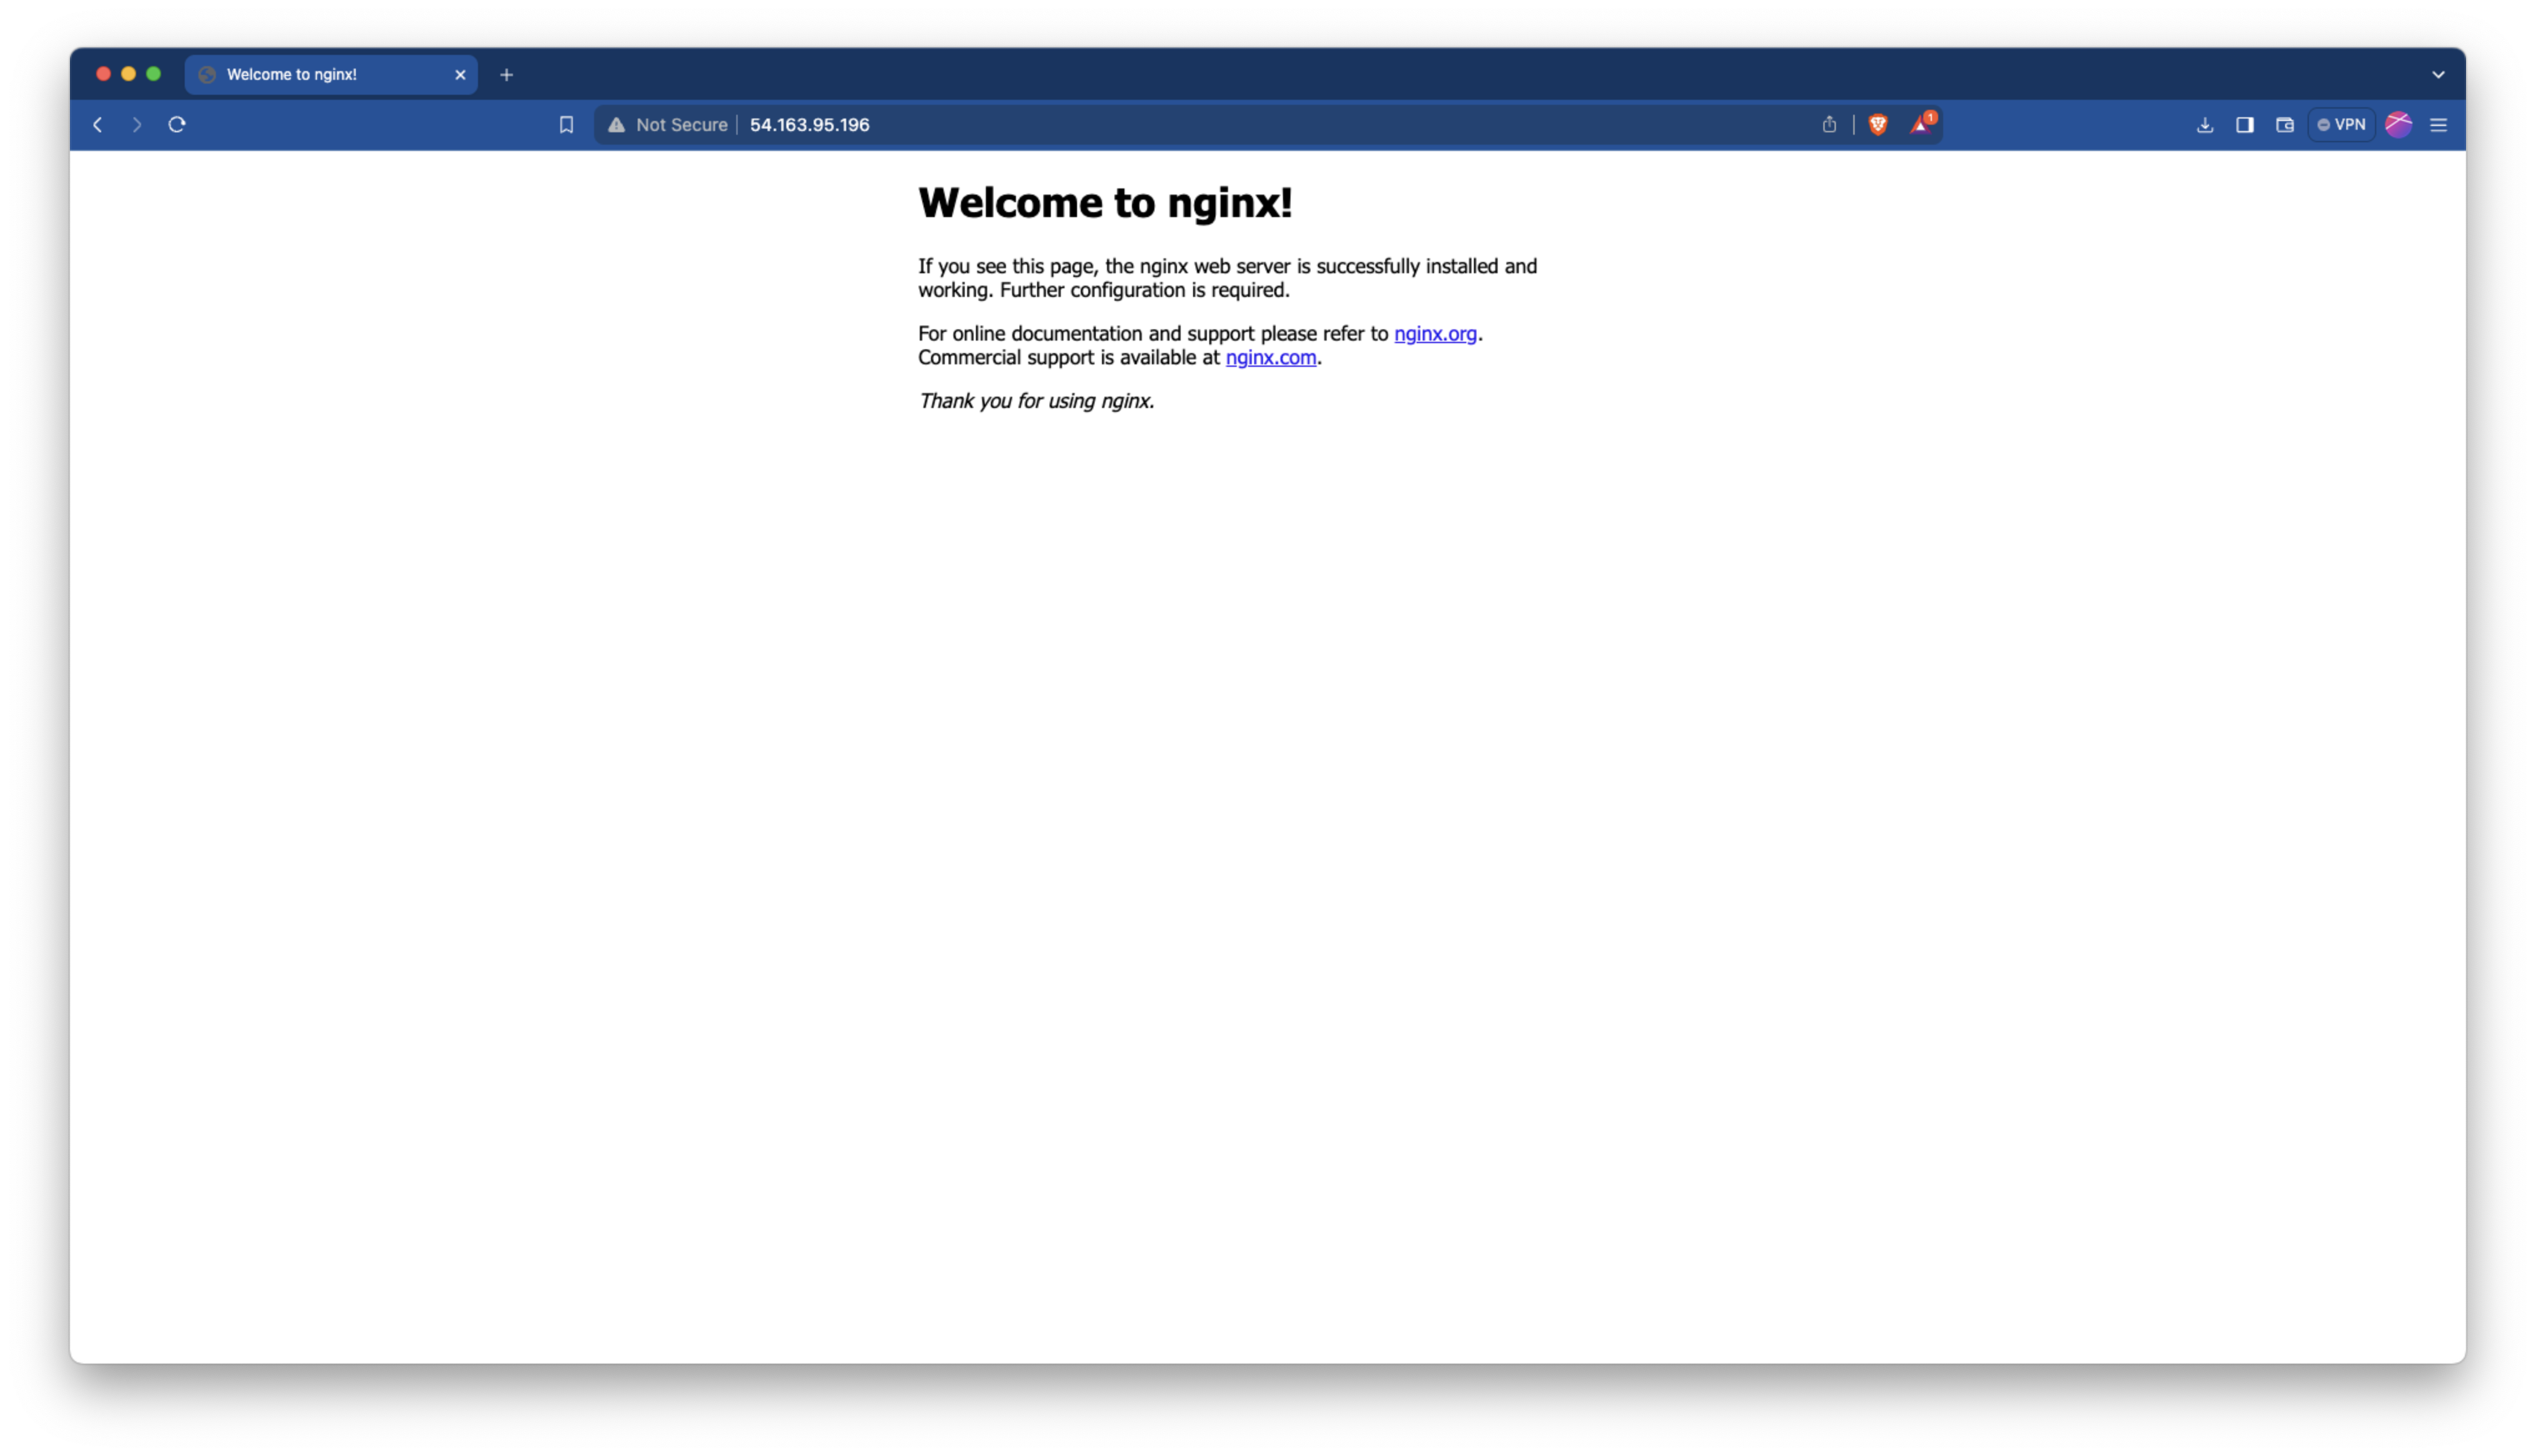 Welcome to nginx!
Not Secure
54.163.95.196
1
VPN
Welcome to nginx!
If you see this page, the nginx web server is successfully installed and
working. Further configuration is required.
For online documentation and support please refer to nginx.org.
Commercial support is available at nginx.com.
Thank you for using nginx.